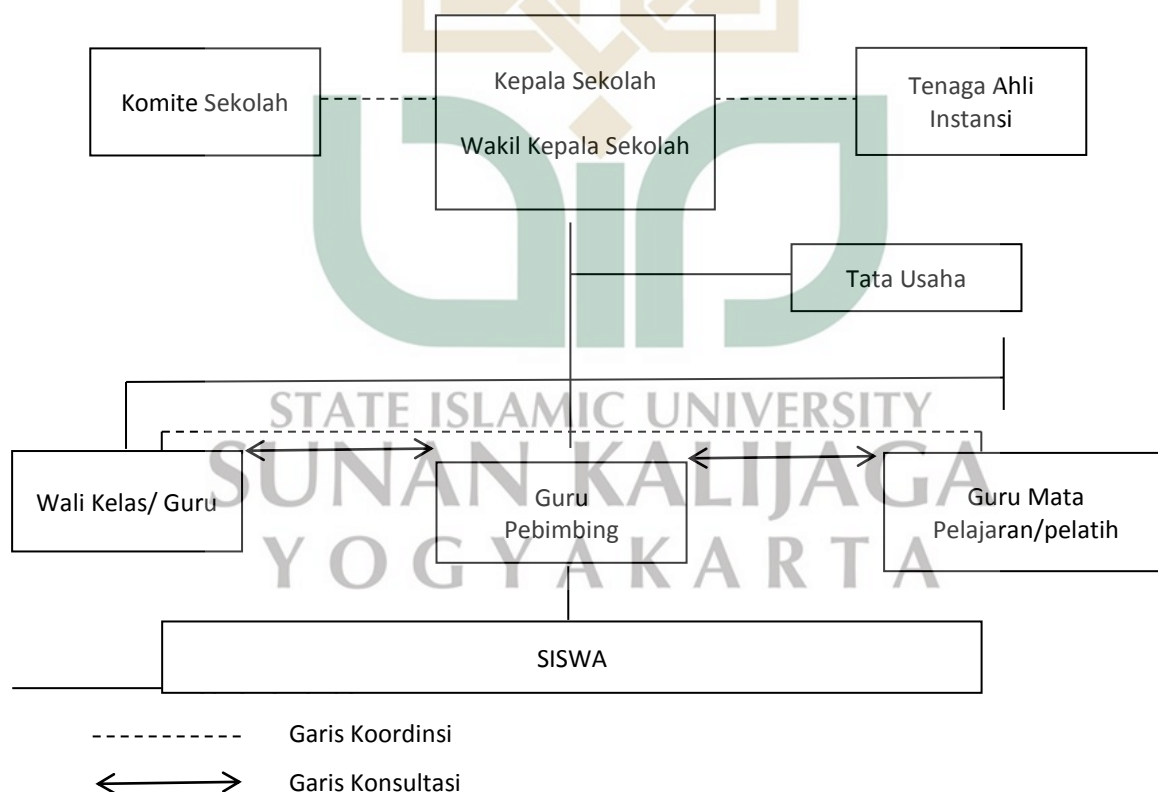 Komite Sekolah
Kepala Sekolah
Wakil Kepala Sekolah
Tenaga Ahli
Instansi
Tata Usaha
STATE ISLAMIC UNIVERSITY
SUNAN KALIJAGA
YOGYAKARTA
Wali Kelas/ Guru
Guru
Pebimbing
Guru Mata
Pelajaran/pelatih
SISWA
Garis Koordinsi
Garis Konsultasi